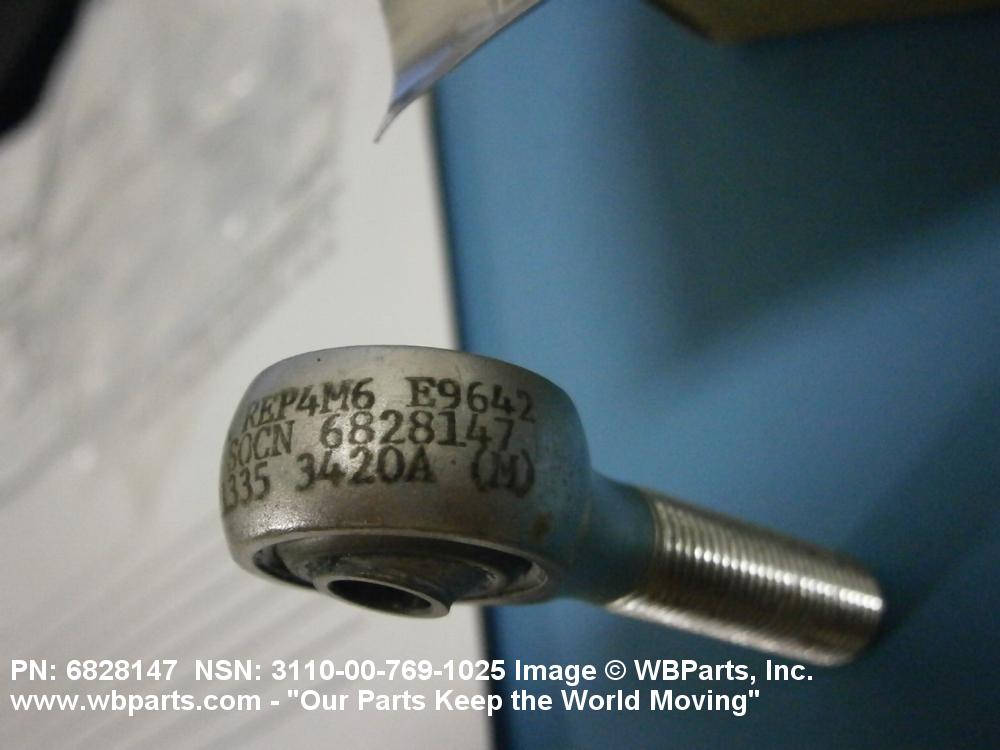 REP4M6 E9642
SOCN 6828147
1335 3420A (M)
PN: 6828147 NSN: 3110-00-769-1025 Image © WBParts, Inc.
www.wbparts.com - "Our Parts Keep the World Moving"